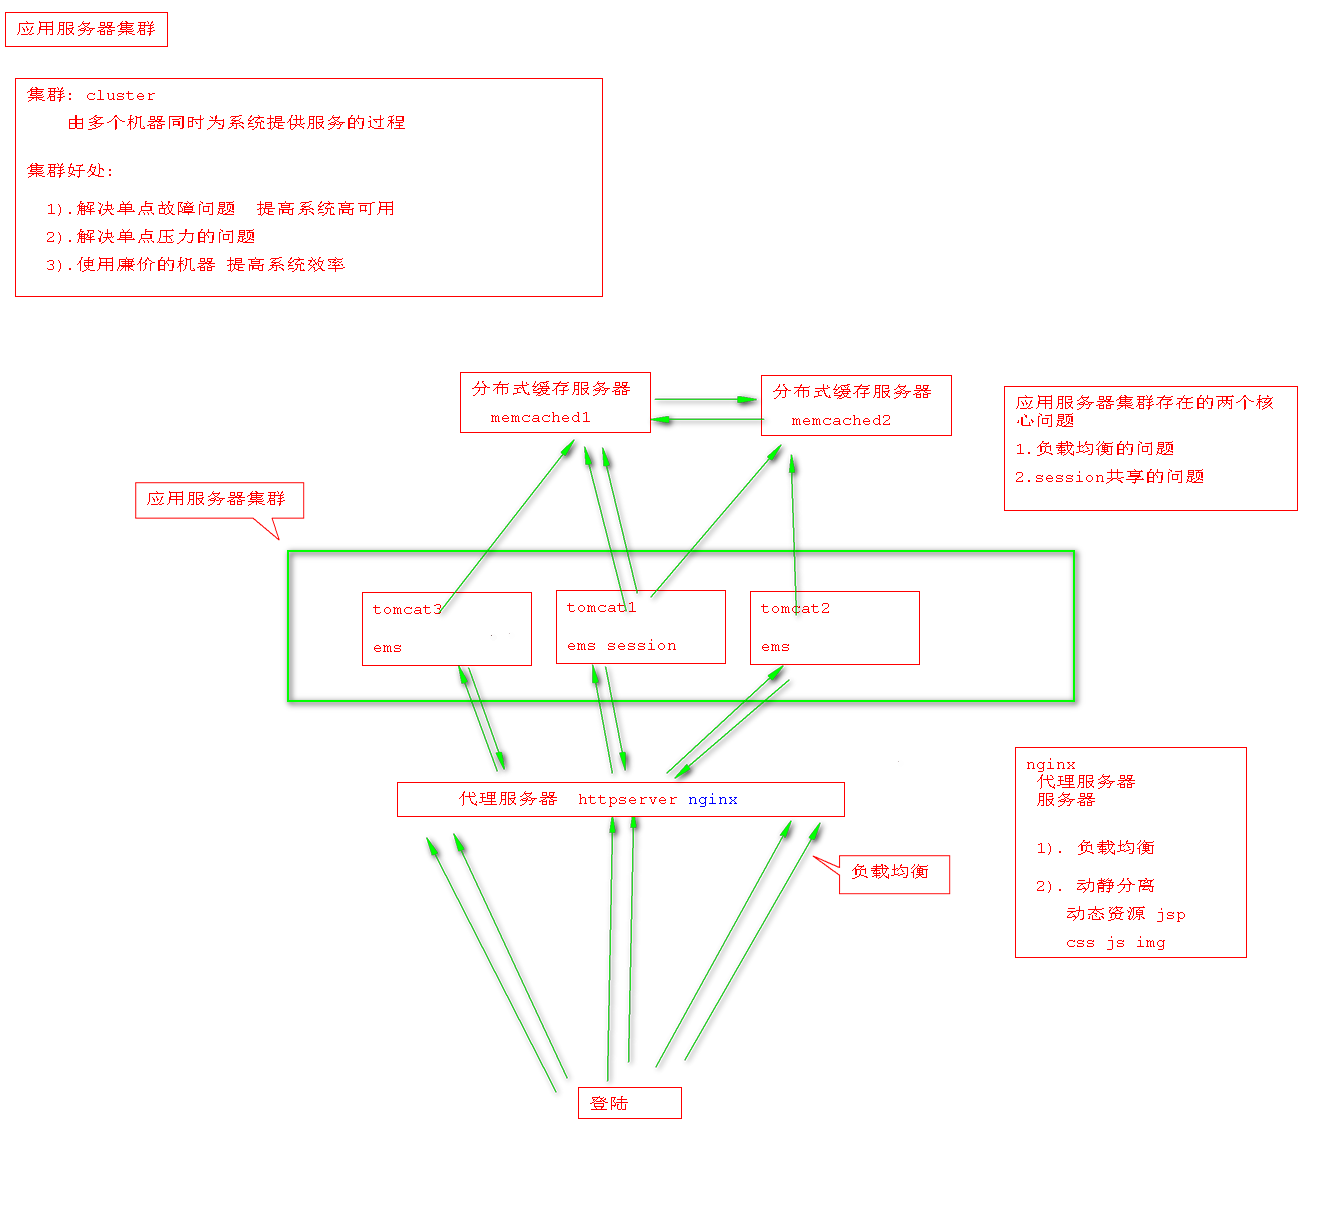 应用服务器集群
集群: cluster
由多个机器同时为系统提供服务的过程
集群好处:
1).解决单点故障问题  提高系统高可用
2).解决单点压力的问题
3).使用廉价的机器 提高系统效率
分布式缓存服务器
memcached1
分布式缓存服务器
memcached2
应用服务器集群存在的两个核
心问题
1.负载均衡的问题
2.session共享的问题
应用服务器集群
tomcat3
ems
tomcat1
ems session
tomcat2
ems
代理服务器  httpserver nginx
负载均衡
nginx
代理服务器
服务器
1). 负载均衡
2). 动静分离
动态资源 jsp
css js img
登陆